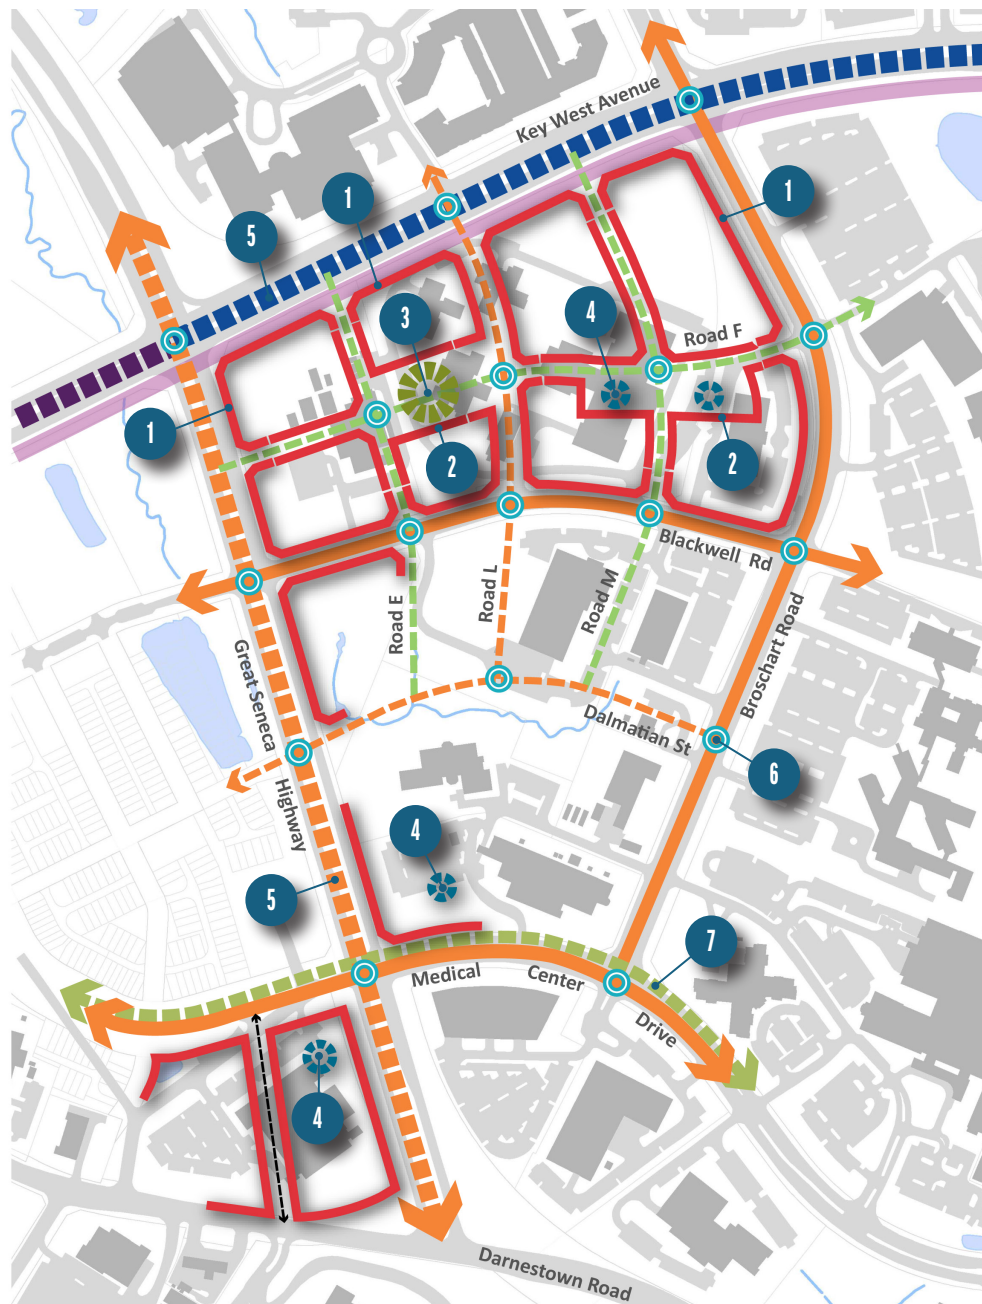 Key West Avenue
1
1
5
3
4
Road F
1
2
2
Blackwell Rd
Road E
Road L
Road M
Broschart Road
Great Seneca
Highway
Dalmatian St
6
4
5
7
Medical Center Drive
4
Darnestown Road